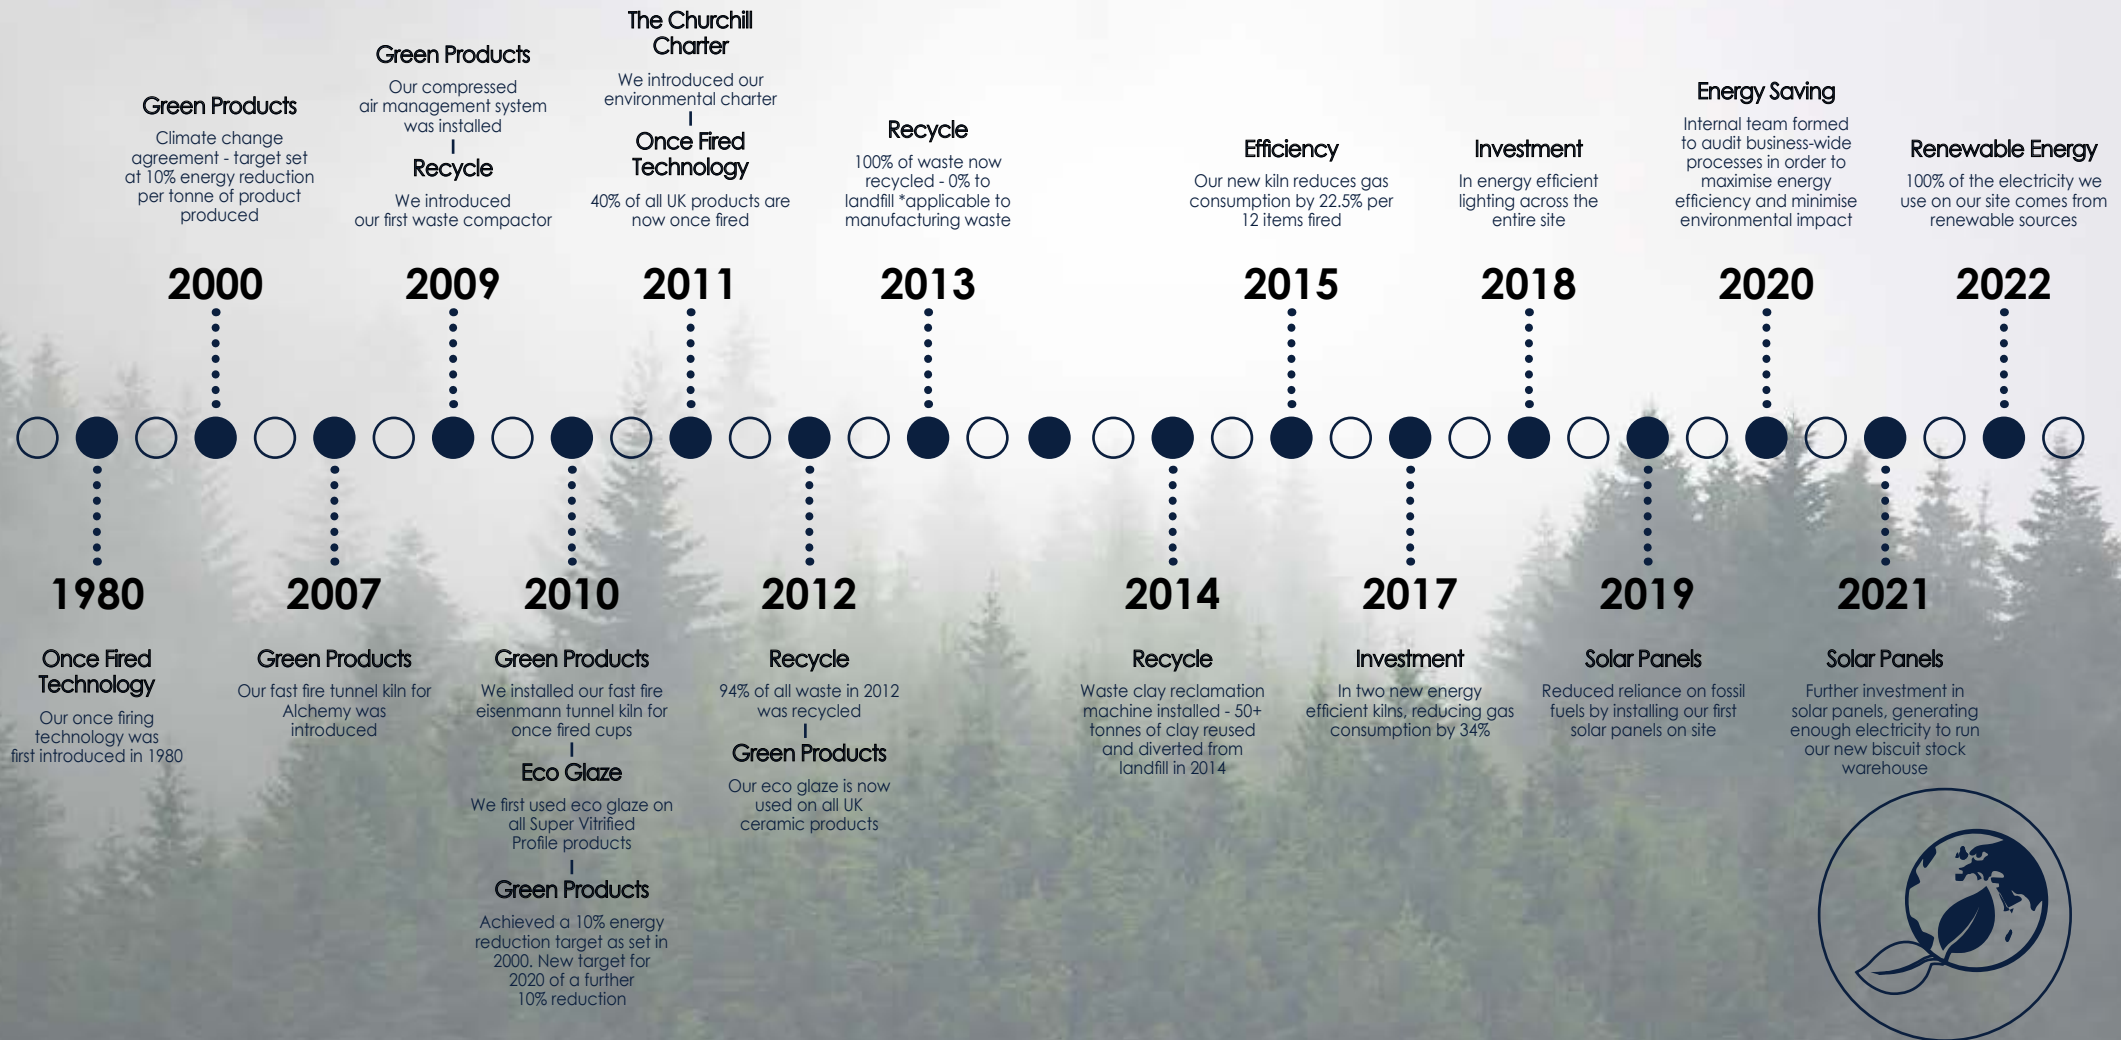 The Churchill
Charter
We introduced our
environmental charter
Once Fired
Technology
40% of all UK products are
now once fired
2011
Green Products
Our compressed
air management system
was installed
Recycle
We introduced
our first waste compactor
2009
Green Products
Climate change
agreement - target set
at 10% energy reduction
per tonne of product
produced
2000
Recycle
100% of waste now
recycled - 0% to
landfill *applicable to
manufacturing waste
2013
Efficiency
Our new kiln reduces gas
consumption by 22.5% per
12 items fired
2015
Investment
In energy efficient
lighting across the
entire site
2018
Energy Saving
Internal team formed
to audit business-wide
processes in order to
maximise energy
efficiency and minimise
environmental impact
2020
Renewable Energy
100% of the electricity we
use on our site comes from
renewable sources
2022
1980
Once Fired
Technology
Our once firing
technology was
first introduced in 1980
2007
Green Products
Our fast fire tunnel kiln for
Alchemy was
introduced
2010
Green Products
We installed our fast fire
eisenmann tunnel kiln for
once fired cups
Eco Glaze
We first used eco glaze on
all Super Vitrified
Profile products
Green Products
Achieved a 10% energy
reduction target as set in
2000. New target for
2020 of a further
10% reduction
2012
Recycle
94% of all waste in 2012
was recycled
Green Products
Our eco glaze is now
used on all UK
ceramic products
2014
Recycle
Waste clay reclamation
machine installed - 50+
tonnes of clay reused
and diverted from
landfill in 2014
2017
Investment
In two new energy
efficient kilns, reducing gas
consumption by 34%
2019
Solar Panels
Reduced reliance on fossil
fuels by installing our first
solar panels on site
2021
Solar Panels
Further investment in
solar panels, generating
enough electricity to run
our new biscuit stock
warehouse